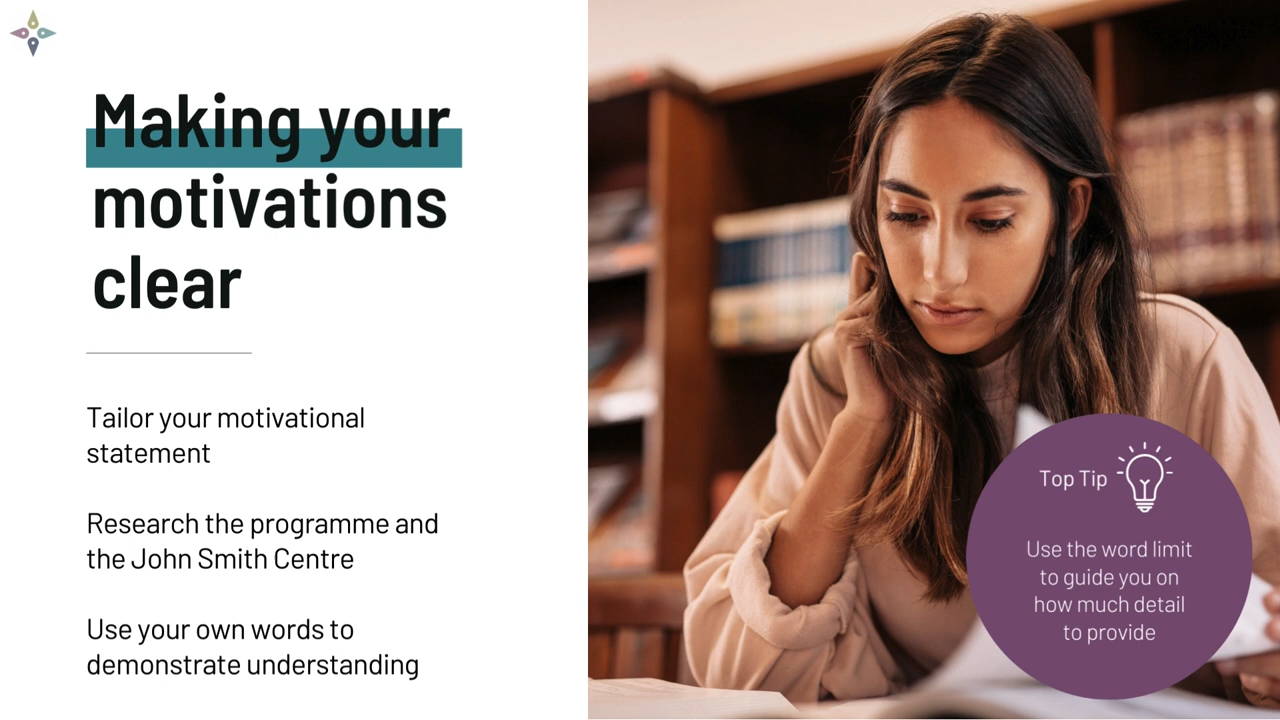 Making your
motivations
clear
Tailor your motivational
statement
Research the programme and
the John Smith Centre
Use your own words to
demonstrate understanding
Top Tip
Use the word limit
to guide you on
how much detail
to provide